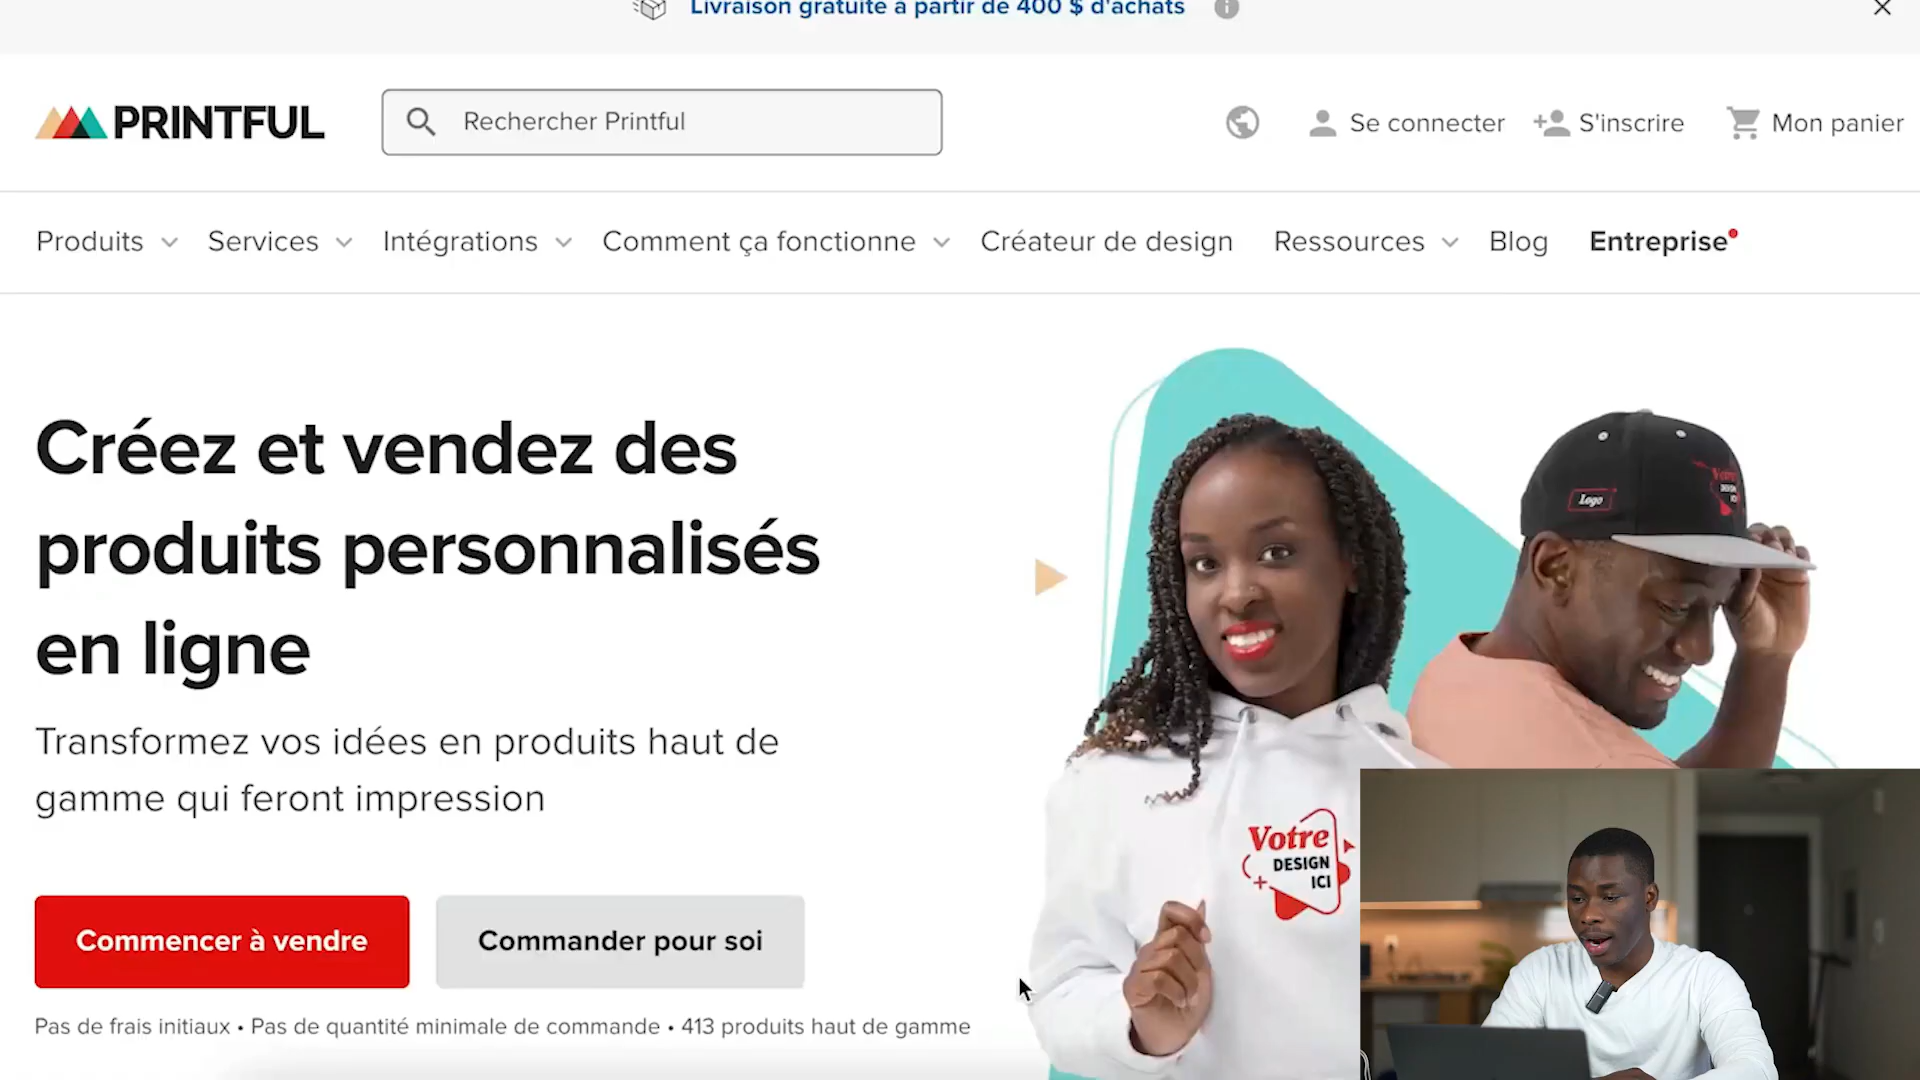 Livraison gratuite à partir de 400 $ d'achats
PRINTFUL
Rechercher Printful
Se connecter
S'inscrire
Mon panier
Produits
Services
Intégrations
Comment ça fonctionne
Créateur de design
Ressources
Blog
Entreprise
Créez et vendez des
produits personnalisés
en ligne
Transformez vos idées en produits haut de
gamme qui feront impression
Logo
Votre
DESIGN
ICI
Commencer à vendre
Commander pour soi
Pas de frais initiaux • Pas de quantité minimale de commande • 413 produits haut de gamme